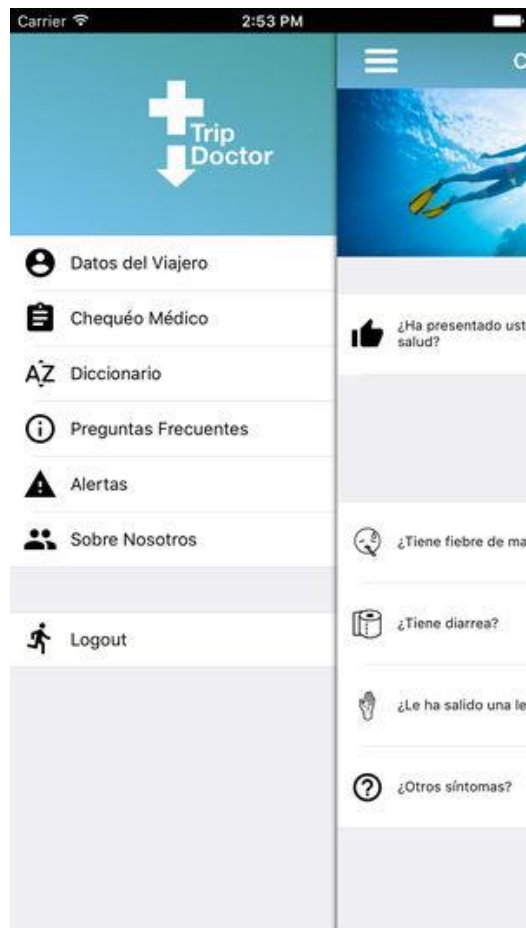 Carrier 2:53 PM
Trip
Doctor
Datos del Viajero
Chequéo Médico
AZ Diccionario
Preguntas Frecuentes
Alertas
Sobre Nosotros
Logout
C
¿Ha presentado ust
salud?
¿Tiene fiebre de ma
¿Tiene diarrea?
¿Le ha salido una le
¿Otros síntomas?